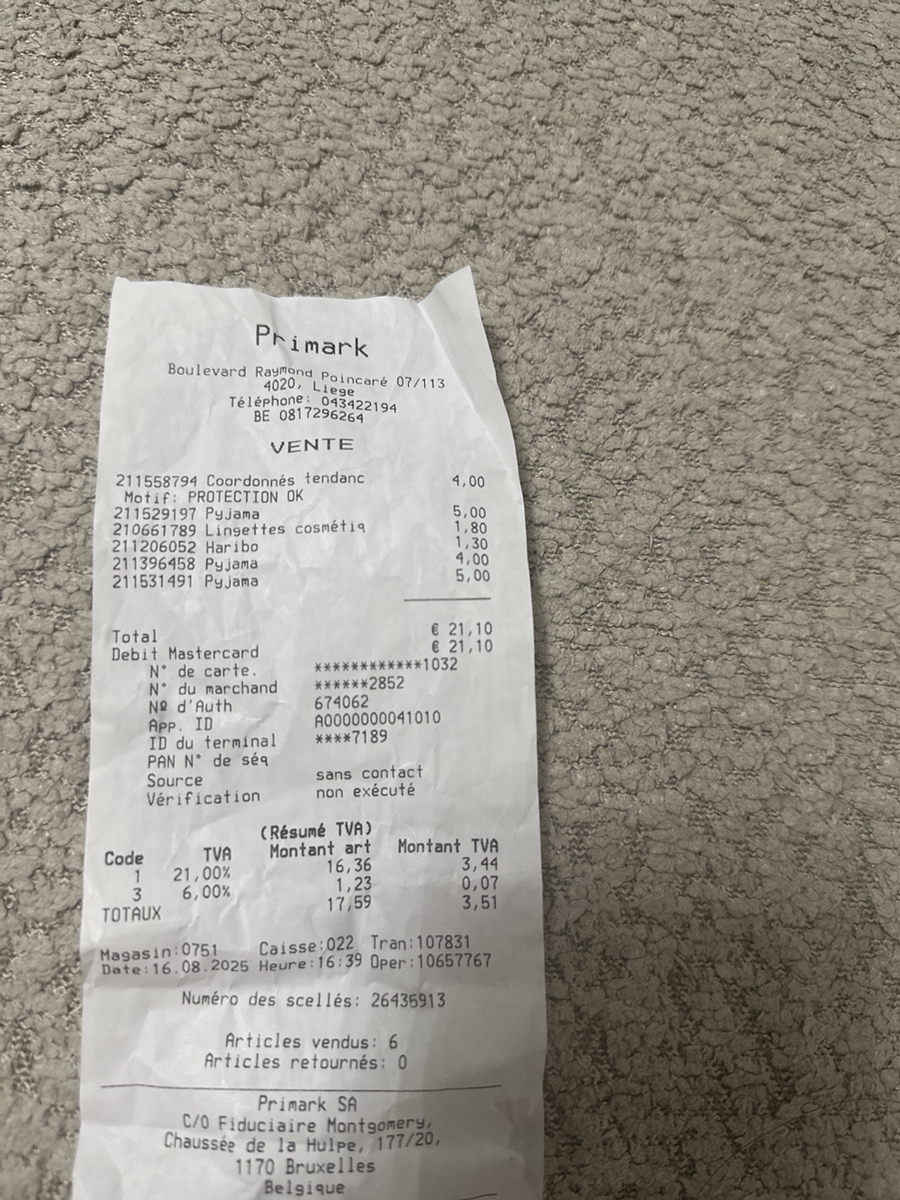 Primark
Boulevard Raymond Poincaré 07/113
4020, Liege
Téléphone: 043422194
BE 0817296264
VENTE
211558794 Coordonnés tendanc 4,00
Motif: PROTECTION OK
211529197 Pyjama 5,00
210661789 Lingettes cosmétiq 1,80
211206052 Haribo 1,30
211396458 Pyjama 4,00
211531491 Pyjama 5,00
Total € 21,10
Debit Mastercard € 21,10
N° de carte. ************1032
N° du marchand ******2852
Nº d'Auth 674062
App. ID A0000000041010
ID du terminal ****7189
PAN N° de séq
Source sans contact
Vérification non exécuté
(Résumé TVA)
Code TVA Montant art Montant TVA
1 21,00% 16,36 3,44
3 6,00% 1,23 0,07
TOTAUX 17,59 3,51
Magasin:0751 Caisse:022 Tran:107831
Date:16.08.2025 Heure:16:39 Oper:10657767
Numéro des scellés: 26435913
Articles vendus: 6
Articles retournés: 0
Primark SA
C/O Fiduciaire Montgomery,
Chaussée de la Hulpe, 177/20,
1170 Bruxelles
Belgique